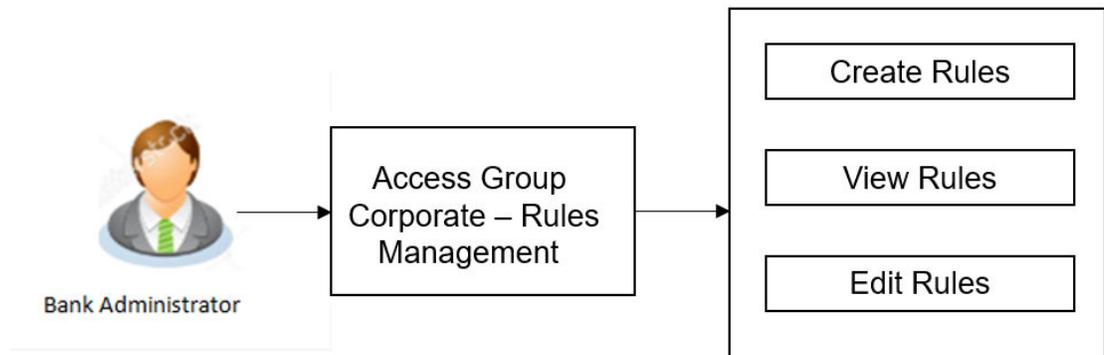 Bank Administrator
Access Group
Corporate – Rules
Management
Create Rules
View Rules
Edit Rules